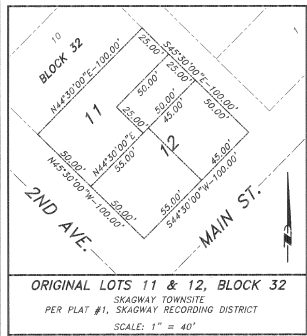 10
BLOCK 32
N44°30'00"E-100.00'
25.00'
S45°30'00"E-100.00'
25.00'
50.00'
50.00'
45.00'
50.00'
11
25.00'
12
50.00'
N45°30'00"W-100.00'
N44°30'00"E
55.00'
45.00'
50.00'
55.00'
S44°30'00"W-100.00'
2ND AVE.
MAIN ST.
ORIGINAL LOTS 11 & 12, BLOCK 32
SKAGWAY TOWNSITE
PER PLAT #1, SKAGWAY RECORDING DISTRICT
SCALE: 1" = 40'